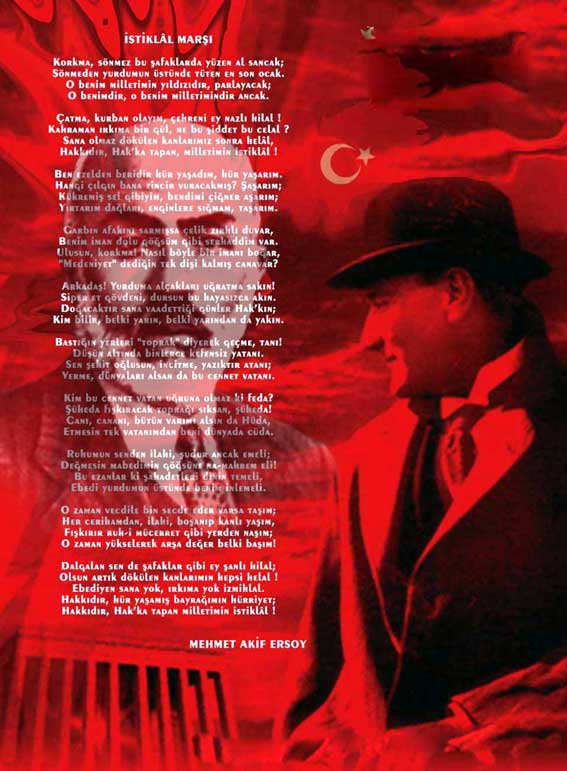 İSTİKLÂL MARŞI
Korkma, sönmez bu şafaklarda yüzen al sancak;
Sönmeden yurdumun üstünde tüten en son ocak.
O benim milletimin yıldızıdır, parlayacak;
O benimdir, o benim milletimindir ancak.
Çatma, kurban olayım, çehreni ey nazlı hilal !
Kahraman ırkıma bir gül, ne bu şiddet bu celal ?
Sana olmaz dökülen kanlarımız sonra helâl,
Hakkıdır, Hak'ka tapan, milletimin istiklâl !
Ben ezelden beridir hür yaşadım, hür yaşarım.
Hangi çılgın bana zincir vuracakmış? Şaşarım;
Kükremiş sel gibiyim, bendimi çiğner aşarım;
Yırtarım dağları, enginlere sığmam, taşarım.
Garbın afakını sarmışsa çelik zırhlı duvar,
Benim iman dolu göğsüm gibi serhaddim var.
Ulusun, korkma! Nasıl böyle bir imanı boğar,
"Medeniyet" dediğin tek dişi kalmış canavar?
Arkadaş! Yurduma alçakları uğratma sakın!
Siper et gövdeni, dursun bu hayasızca akın.
Doğacaktır sana vaadettiği günler Hak'kın;
Kim bilir, belki yarın, belki yarından da yakın.
Bastığın yerleri "toprak" diyerek geçme, tanı!
Düşün altında binlerce kefensiz yatanı.
Sen şehit oğlusun, incitme, yazıktır atanı;
Verme, dünyaları alsan da bu cennet vatanı.
Kim bu cennet vatan uğruna olmaz ki feda?
Şüheda fışkıracak toprağı sıksan, şüheda!
Canı, cananı, bütün varımı alsın da Hüda,
Etmesin tek vatanımdan beni dünyada cüda.
Ruhumun senden ilahi, şudur ancak emeli;
Değmesin mabedimin göğsüne na-mahrem eli!
Bu ezanlar ki şahadetleri dinin temeli,
Ebedi yurdumun üstünde benim inlemeli.
O zaman vecdile bin secde eder varsa taşım;
Her cerihamdan, ilahi, boşanıp kanlı yaşım,
Fışkırır ruh-i mücerret gibi yerden naşım;
O zaman yükselerek arşa değer belki başım!
Dalgalan sen de şafaklar gibi ey şanlı hilal;
Olsun artık dökülen kanlarımın hepsi helal !
Ebediyen sana yok, ırkıma yok izmihlal.
Hakkıdır, hür yaşamış bayrağımın hürriyet;
Hakkıdır, Hak'ka tapan milletimin istiklâl !
MEHMET AKİF ERSOY